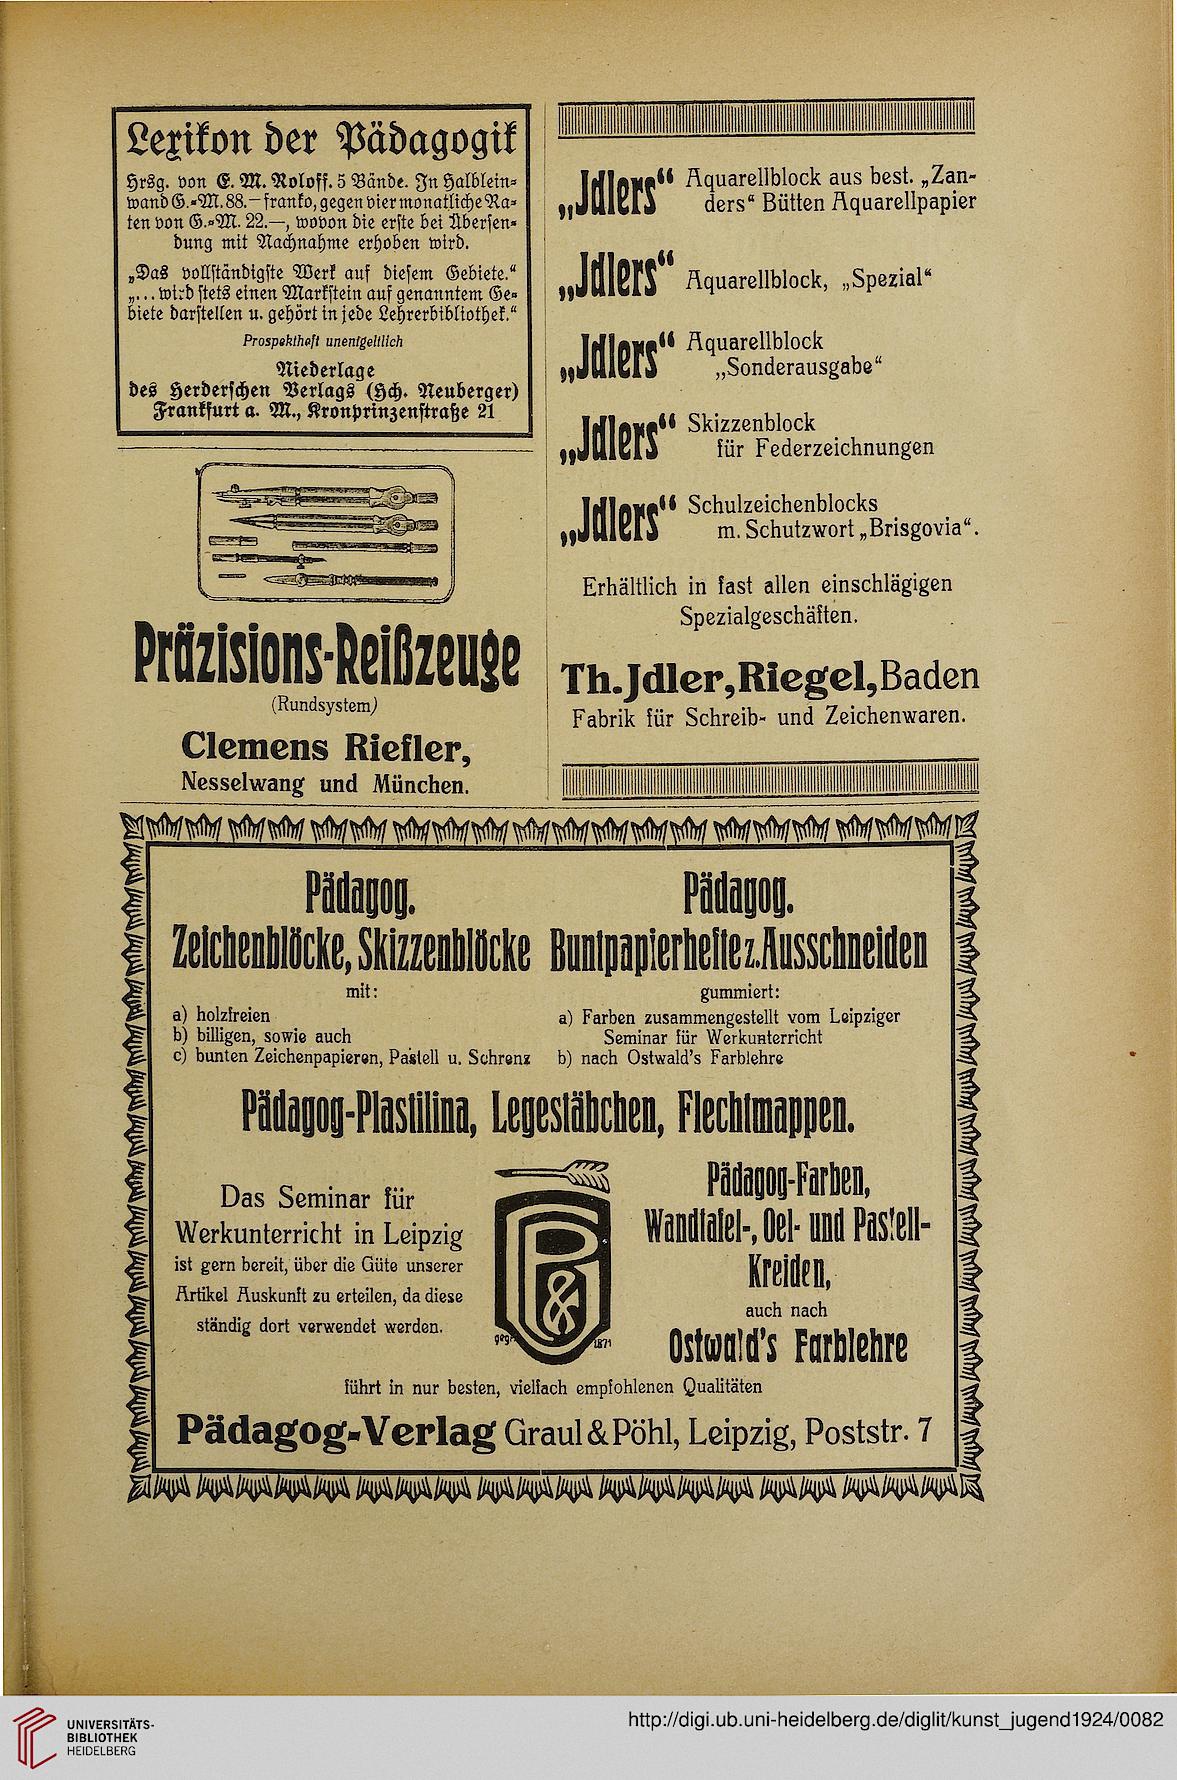 Lexikon der Pädagogik
Hrsg. von E. M. Roloff. 5 Bände. In Halblein-
wand G.-M. 88.— franko, gegen vier monatliche Ra-
ten von G.-M. 22.—, wovon die erste bei Übersen-
dung mit Nachnahme erhoben wird.
„Das vollständigste Werk auf diesem Gebiete.“
„... wird stets einen Markstein auf genanntem Ge-
biete darstellen u. gehört in jede Lehrerbibliothek.“
Prospektheft unentgeltlich
Niederlage
des Herderschen Verlags (Hch. Neuberger)
Frankfurt a. M., Kronprinzenstraße 21
Präzisions-Reißzeuge
(Rundsystem)
Clemens Riefler,
Nesselwang und München.
„Jdlers“ Aquarellblock aus best. „Zan-
ders“ Bütten Aquarellpapier
„Jdlers“ Aquarellblock, „Spezial“
„Jdlers“ Aquarellblock
„Sonderausgabe“
„Jdlers“ Skizzenblock
für Federzeichnungen
„Jdlers“ Schulzeichenblocks
m. Schutzwort „Brisgovia“.
Erhältlich in fast allen einschlägigen
Spezialgeschäften.
Th. Jdler, Riegel, Baden
Fabrik für Schreib- und Zeichenwaren.
Pädagog.
Zeichenblöcke, Skizzenblöcke
mit:
a) holzfreien
b) billigen, sowie auch
c) bunten Zeichenpapieren, Pastell u. Schrenz
Pädagog.
Buntpapierhefte z. Ausschneiden
gummiert:
a) Farben zusammengestellt vom Leipziger
Seminar für Werkunterricht
b) nach Ostwald's Farblehre
Pädagog-Plastilina, Legestäbchen, Flechtmappen.
Das Seminar für
Werkunterricht in Leipzig
ist gern bereit, über die Güte unserer
Artikel Auskunft zu erteilen, da diese
ständig dort verwendet werden.
P & G
gegr. 1871
Pädagog-Farben,
Wandtafel-, Oel- und Pastell-
Kreiden,
auch nach
Ostwald's Farblehre
führt in nur besten, vielfach empfohlenen Qualitäten
Pädagog-Verlag Graul & Pöhl, Leipzig, Poststr. 7
UNIVERSITÄTS-
BIBLIOTHEK
HEIDELBERG
http://digi.ub.uni-heidelberg.de/diglit/kunst_jugend1924/0082